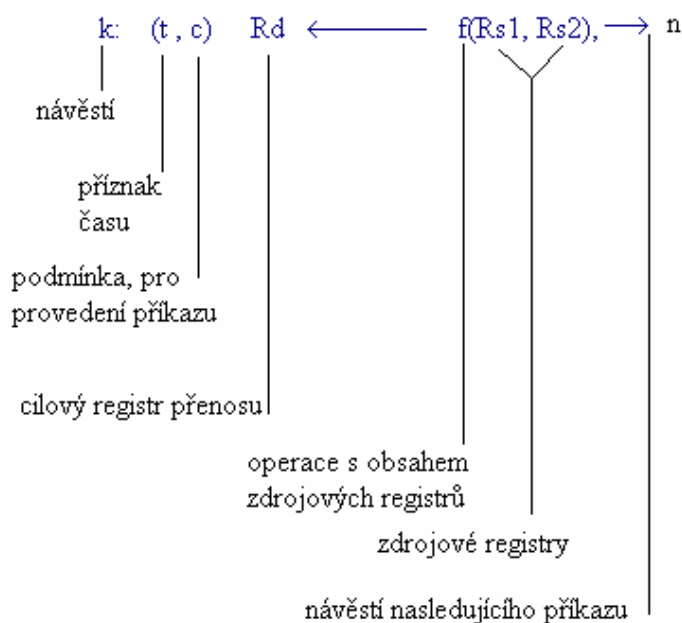 k: (t , c) Rd ← f(Rs1, Rs2), → n
návěstí
příznak
času
podmínka, pro
provedení příkazu
cilový registr přenosu
operace s obsahem
zdrojových registrů
zdrojové registry
návěstí nasledujícího příkazu